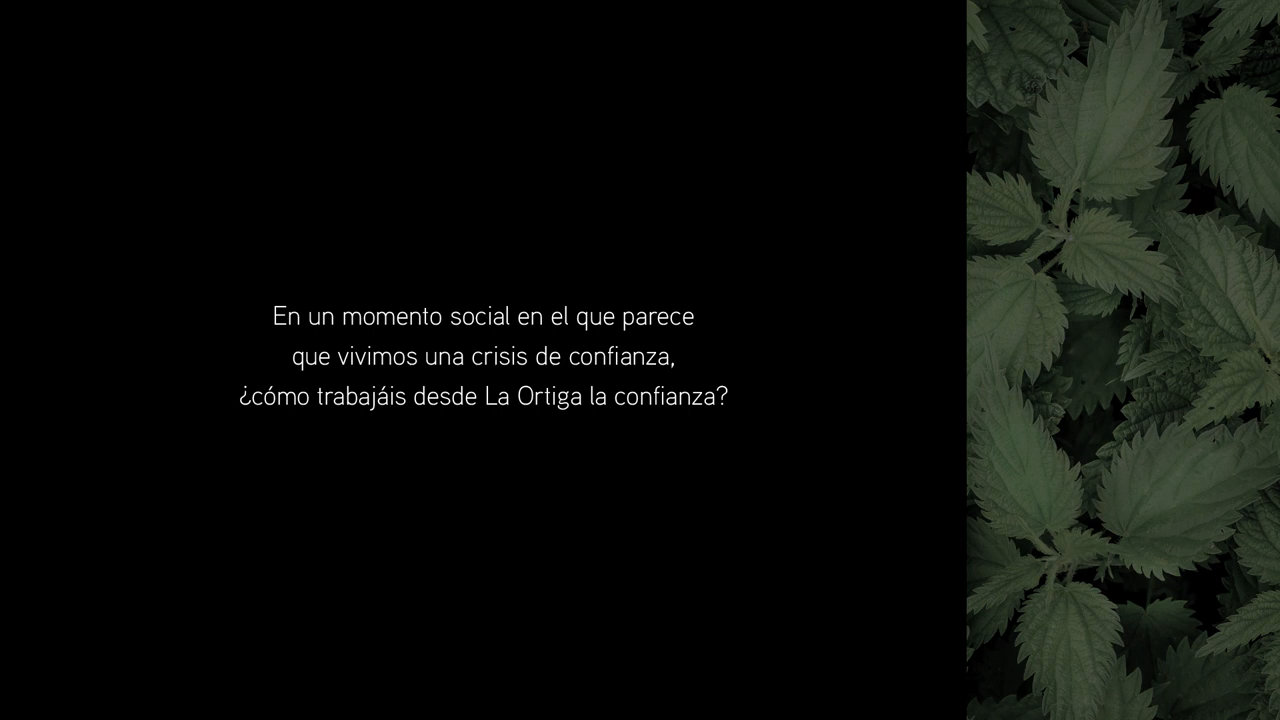 En un momento social en el que parece
que vivimos una crisis de confianza,
¿cómo trabajáis desde La Ortiga la confianza?